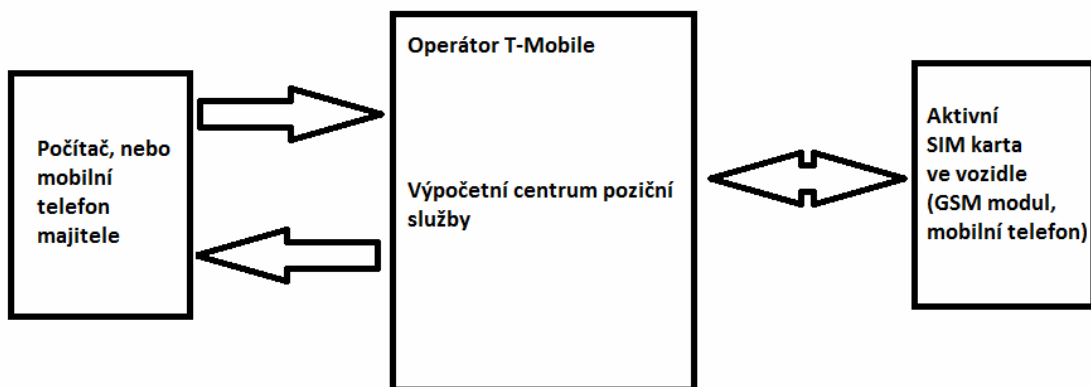 Počítač, nebo
mobilní
telefon
majitele
Operátor T-Mobile
Výpočetní centrum poziční
služby
Aktivní
SIM karta
ve vozidle
(GSM modul,
mobilní telefon)